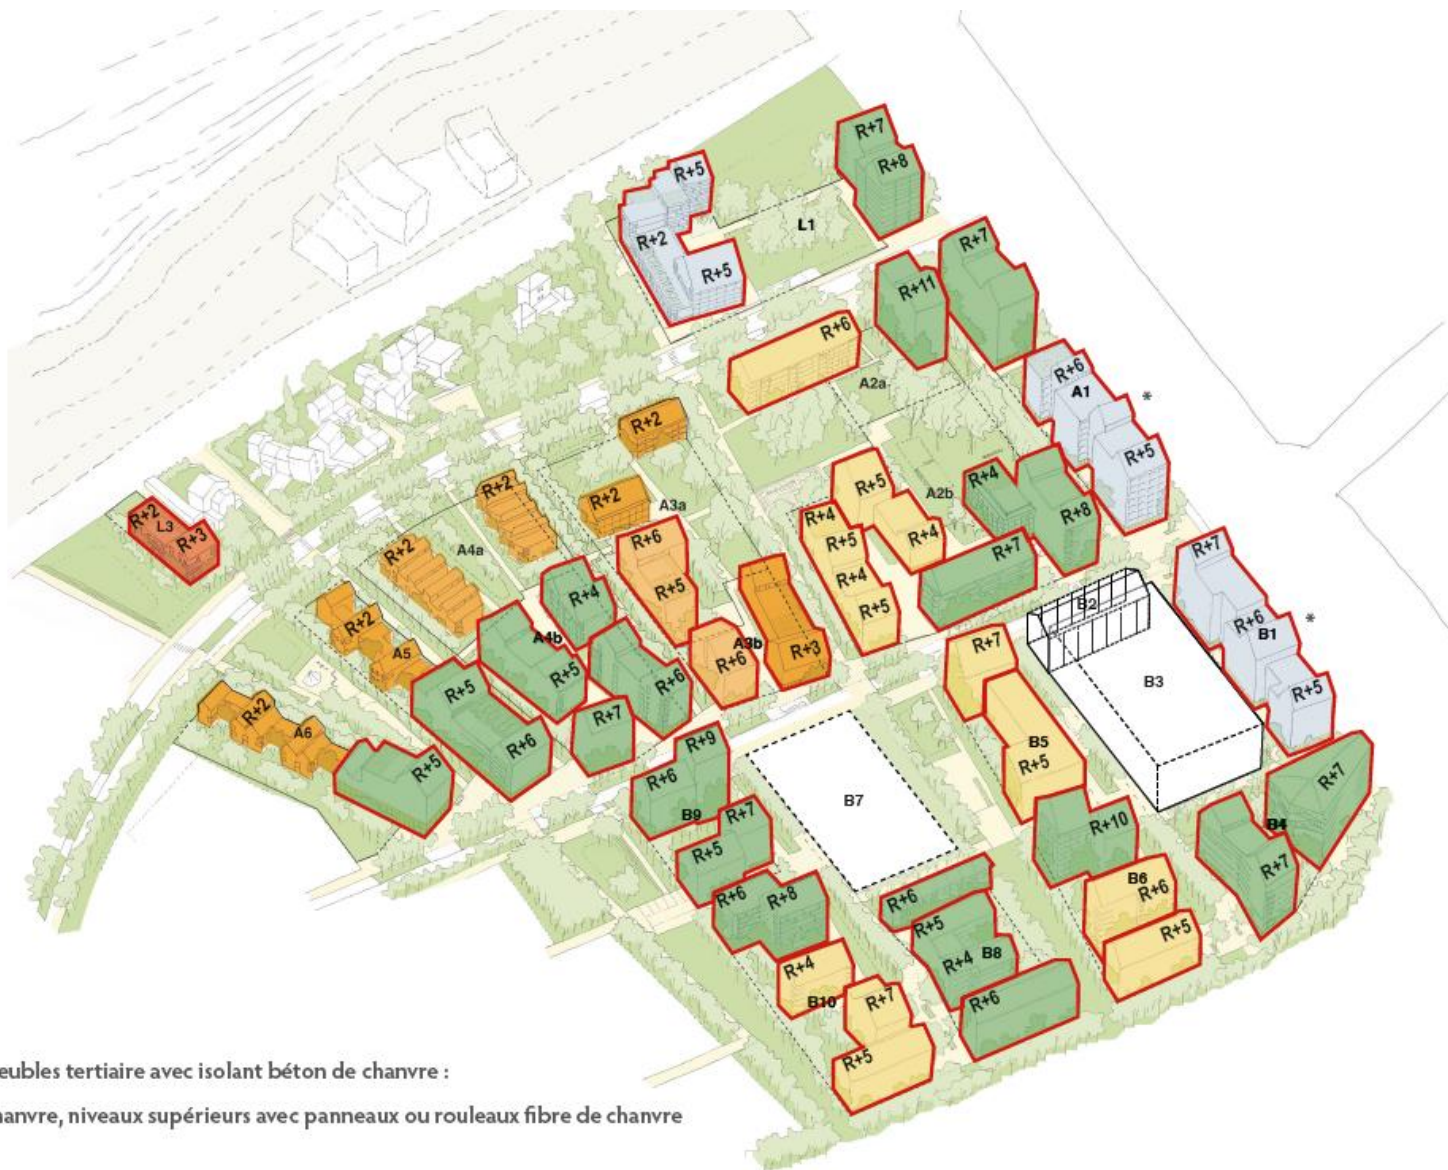 R+7
R+8
R+5
L1
R+2
R+5
R+7
R+11
R+6
A2a
R+6
A1
*
R+5
R+2
R+2
A3a
R+2
R+5
A2b
R+4
R+8
R+4
R+5
R+4
R+4
R+5
R+7
R+2
L3
R+3
R+2
A4a
R+6
R+5
R+4
A4b
R+5
R+6
R+6
A3b
R+3
R+7
B2
B3
R+7
R+6
B1
*
R+5
R+2
A5
R+2
A6
R+5
R+6
R+5
R+7
R+9
R+6
B9
R+7
R+5
B7
R+7
B5
R+5
R+10
R+7
B4
R+7
B6
R+6
R+5
R+6
R+8
R+4
B10
R+7
R+5
R+6
R+5
R+4
B8
R+6
eubles tertiaire avec isolant béton de chanvre :
hanvre, niveaux supérieurs avec panneaux ou rouleaux fibre de chanvre